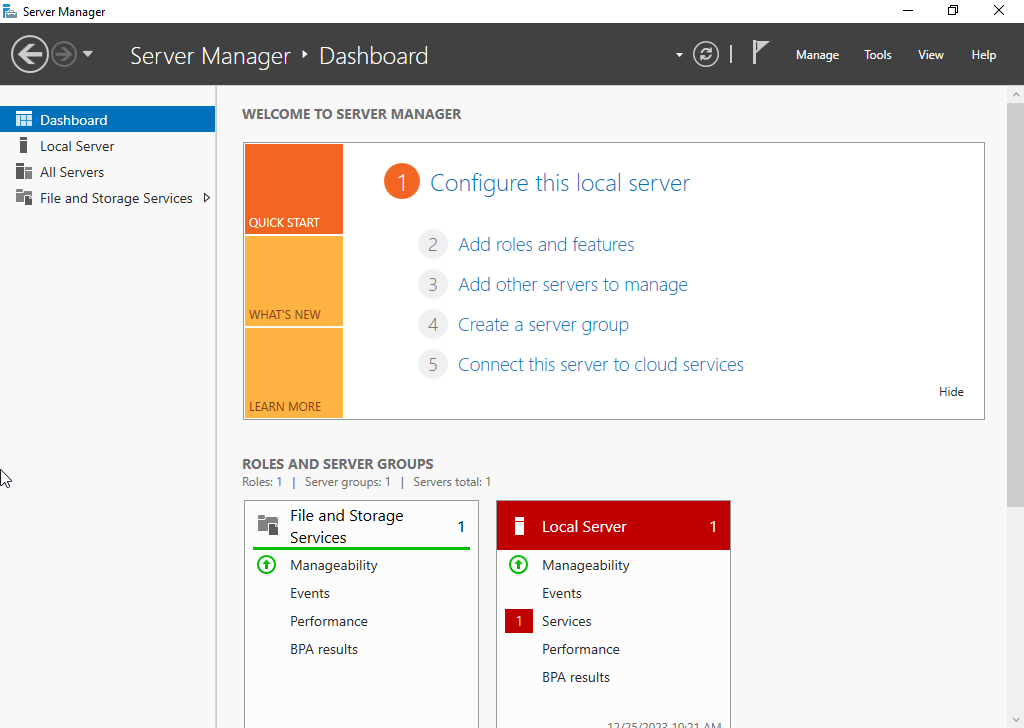 Server Manager
Server Manager ‣ Dashboard
Manage Tools View Help
Dashboard
Local Server
All Servers
File and Storage Services
WELCOME TO SERVER MANAGER
QUICK START
WHAT'S NEW
LEARN MORE
1 Configure this local server
2 Add roles and features
3 Add other servers to manage
4 Create a server group
5 Connect this server to cloud services
Hide
ROLES AND SERVER GROUPS
Roles: 1 | Server groups: 1 | Servers total: 1
File and Storage
Services
1
Manageability
Events
Performance
BPA results
Local Server 1
Manageability
Events
1 Services
Performance
BPA results
12/25/2023 10:21 AM